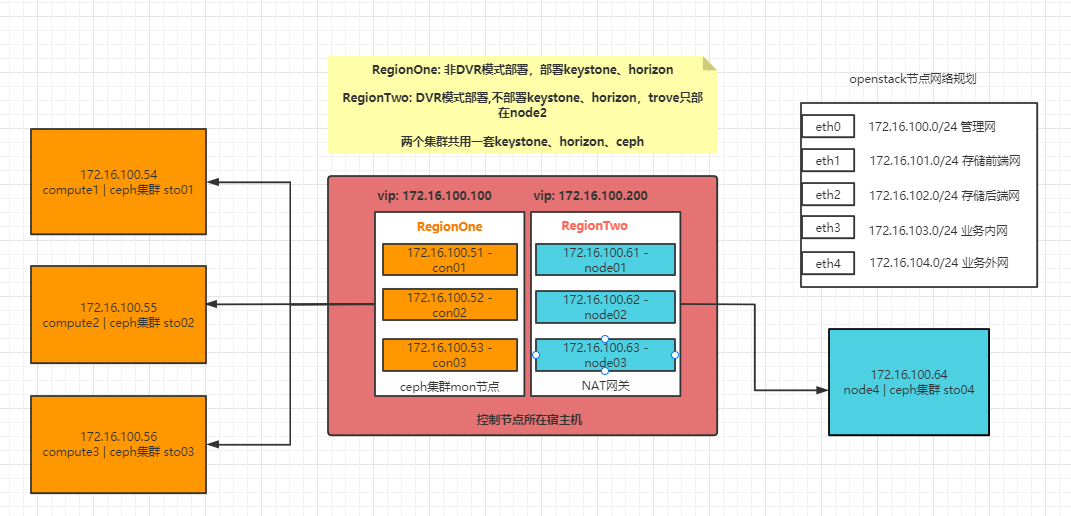 RegionOne: 非DVR模式部署，部署keystone、horizon
RegionTwo: DVR模式部署,不部署keystone、horizon，trove只部
在node2
两个集群共用一套keystone、horizon、ceph
openstack节点网络规划
eth0 172.16.100.0/24 管理网
eth1 172.16.101.0/24 存储前端网
eth2 172.16.102.0/24 存储后端网
eth3 172.16.103.0/24 业务内网
eth4 172.16.104.0/24 业务外网
172.16.100.54
compute1 | ceph集群 sto01
172.16.100.55
compute2 | ceph集群 sto02
172.16.100.56
compute3 | ceph集群 sto03
vip: 172.16.100.100
vip: 172.16.100.200
RegionOne
172.16.100.51 -
con01
172.16.100.52 -
con02
172.16.100.53 -
con03
ceph集群mon节点
RegionTwo
172.16.100.61 -
node01
172.16.100.62 -
node02
172.16.100.63 -
node03
NAT网关
控制节点所在宿主机
172.16.100.64
node4 | ceph集群 sto04